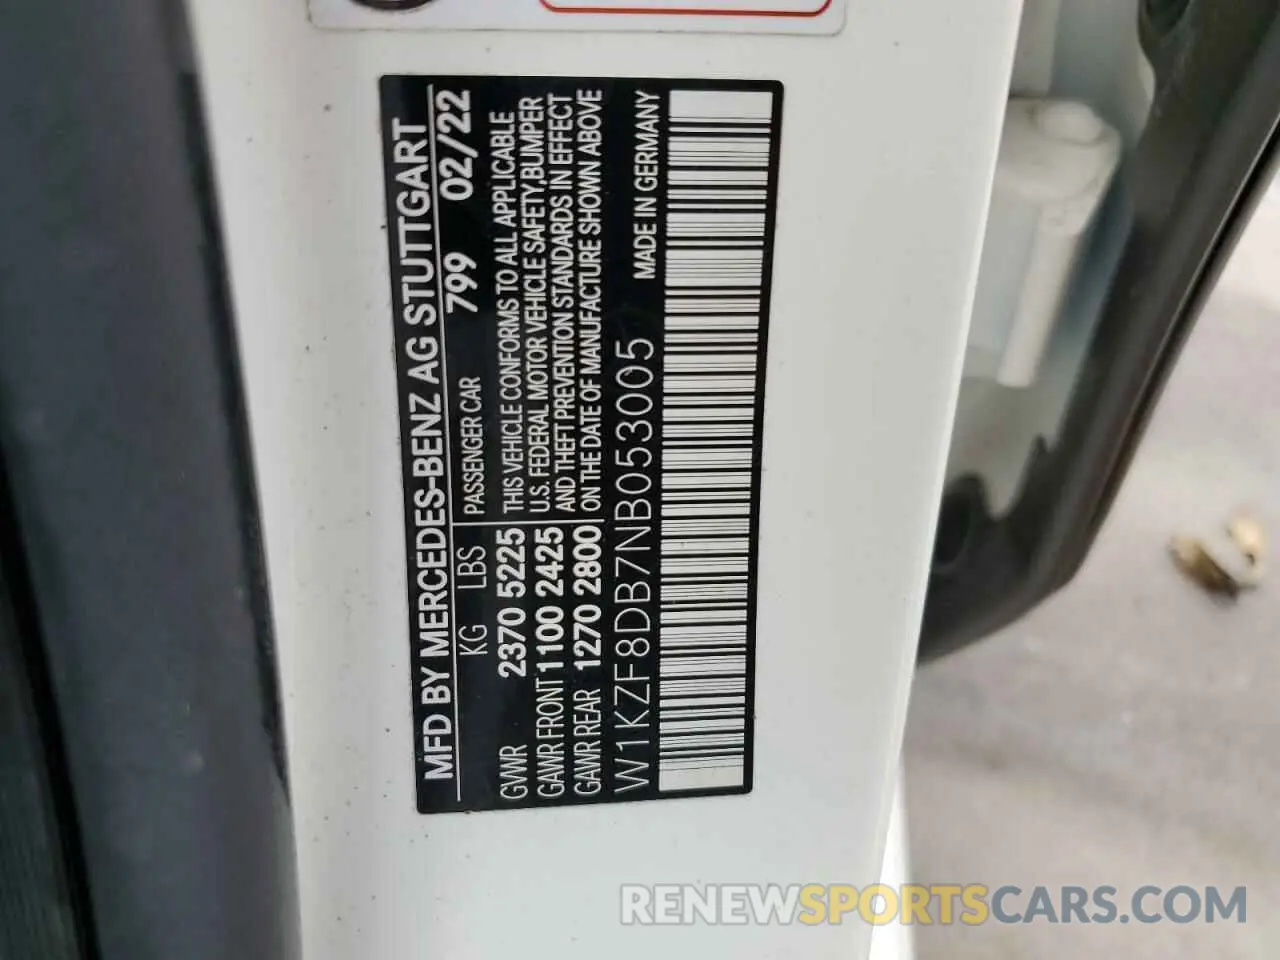 MFD BY MERCEDES-BENZ AG STUTTGART
KG LBS PASSENGER CAR 799 02/22
GVWR 2370 5225
GAWR FRONT 1100 2425
GAWR REAR 1270 2800
THIS VEHICLE CONFORMS TO ALL APPLICABLE
U.S. FEDERAL MOTOR VEHICLE SAFETY,BUMPER
AND THEFT PREVENTION STANDARDS IN EFFECT
ON THE DATE OF MANUFACTURE SHOWN ABOVE
W1KZF8DB7NB053005 MADE IN GERMANY
RENEWSPORTSCARS.COM